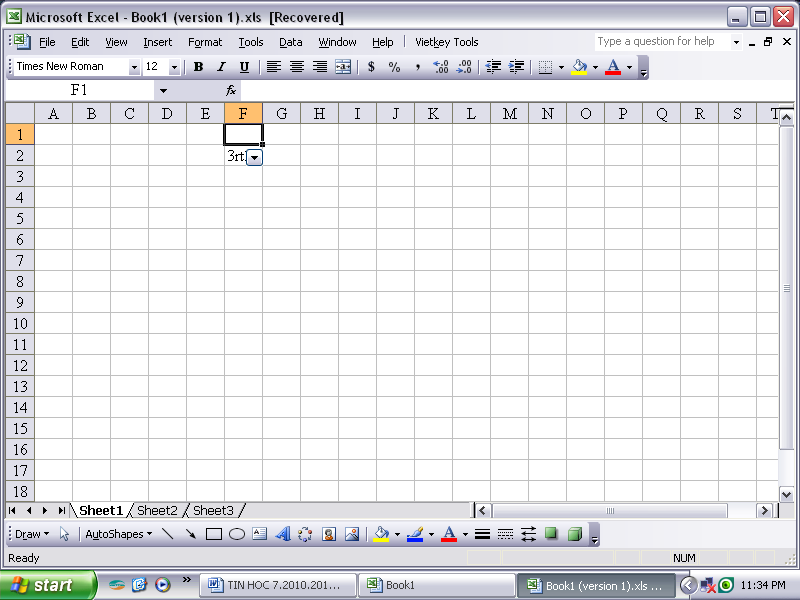 Microsoft Excel - Book1 (version 1).xls [Recovered]
File Edit View Insert Format Tools Data Window Help Vietkey Tools Type a question for help
Times New Roman 12 B I U $ % ,
F1 fx
A B C D E F G H I J K L M N O P Q R S T
1
2 3rt
3
4
5
6
7
8
9
10
11
12
13
14
15
16
17
18
Sheet1 Sheet2 Sheet3
Draw AutoShapes
Ready NUM
start TIN HOC 7.2010.201... Book1 Book1 (version 1).xls ... 11:34 PM